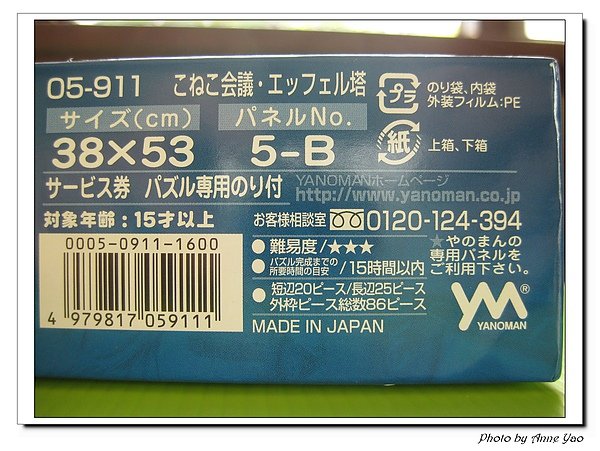 05-911 こねこ会議・エッフェル塔
サイズ(cm) パネルNo.
38×53 5-B
プラ
のり袋、内袋
外装フィルム:PE
紙
上箱、下箱
サービス券 パズル専用のり付
YANOMANホームページ
http://www.yanoman.co.jp
対象年齢:15才以上
お客様相談室 0120-124-394
0005-0911-1600
4 979817 059111
●難易度/★★★
●パズル完成までの所要時間の目安/15時間以内
●短辺20ピース/長辺25ピース
外枠ピース総数86ピース
MADE IN JAPAN
★やのまんの
専用パネルを
ご利用下さい。
YM®
YANOMAN
Photo by Anne Yao